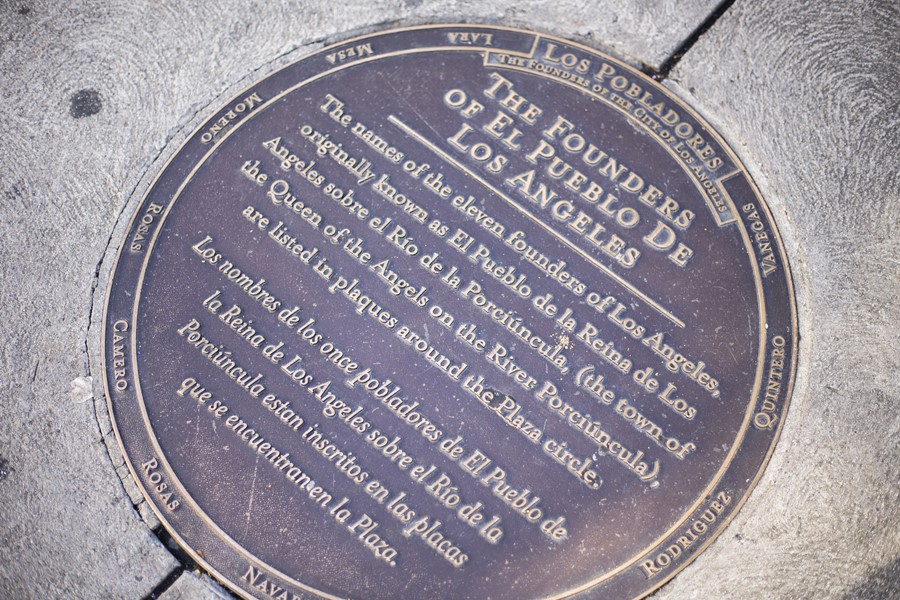 Los Pobladores
The Founders of the City of Los Angeles
The Founders
of El Pueblo de
Los Angeles
The names of the eleven founders of Los Angeles,
originally known as El Pueblo de la Reina de Los
Angeles sobre el Río de la Porcíuncula, (the town of
the Queen of the Angels on the River Porciúncula),
are listed in plaques around the Plaza circle.
Los nombres de los once pobladores de El Pueblo de
la Reina de Los Angeles sobre el Río de la
Porciúncula estan inscritos en las placas
que se encuentramen la Plaza.
Vanegas
Quintero
Rodriguez
Rosas
Camero
Rosas
Moreno
Mesa
Lara